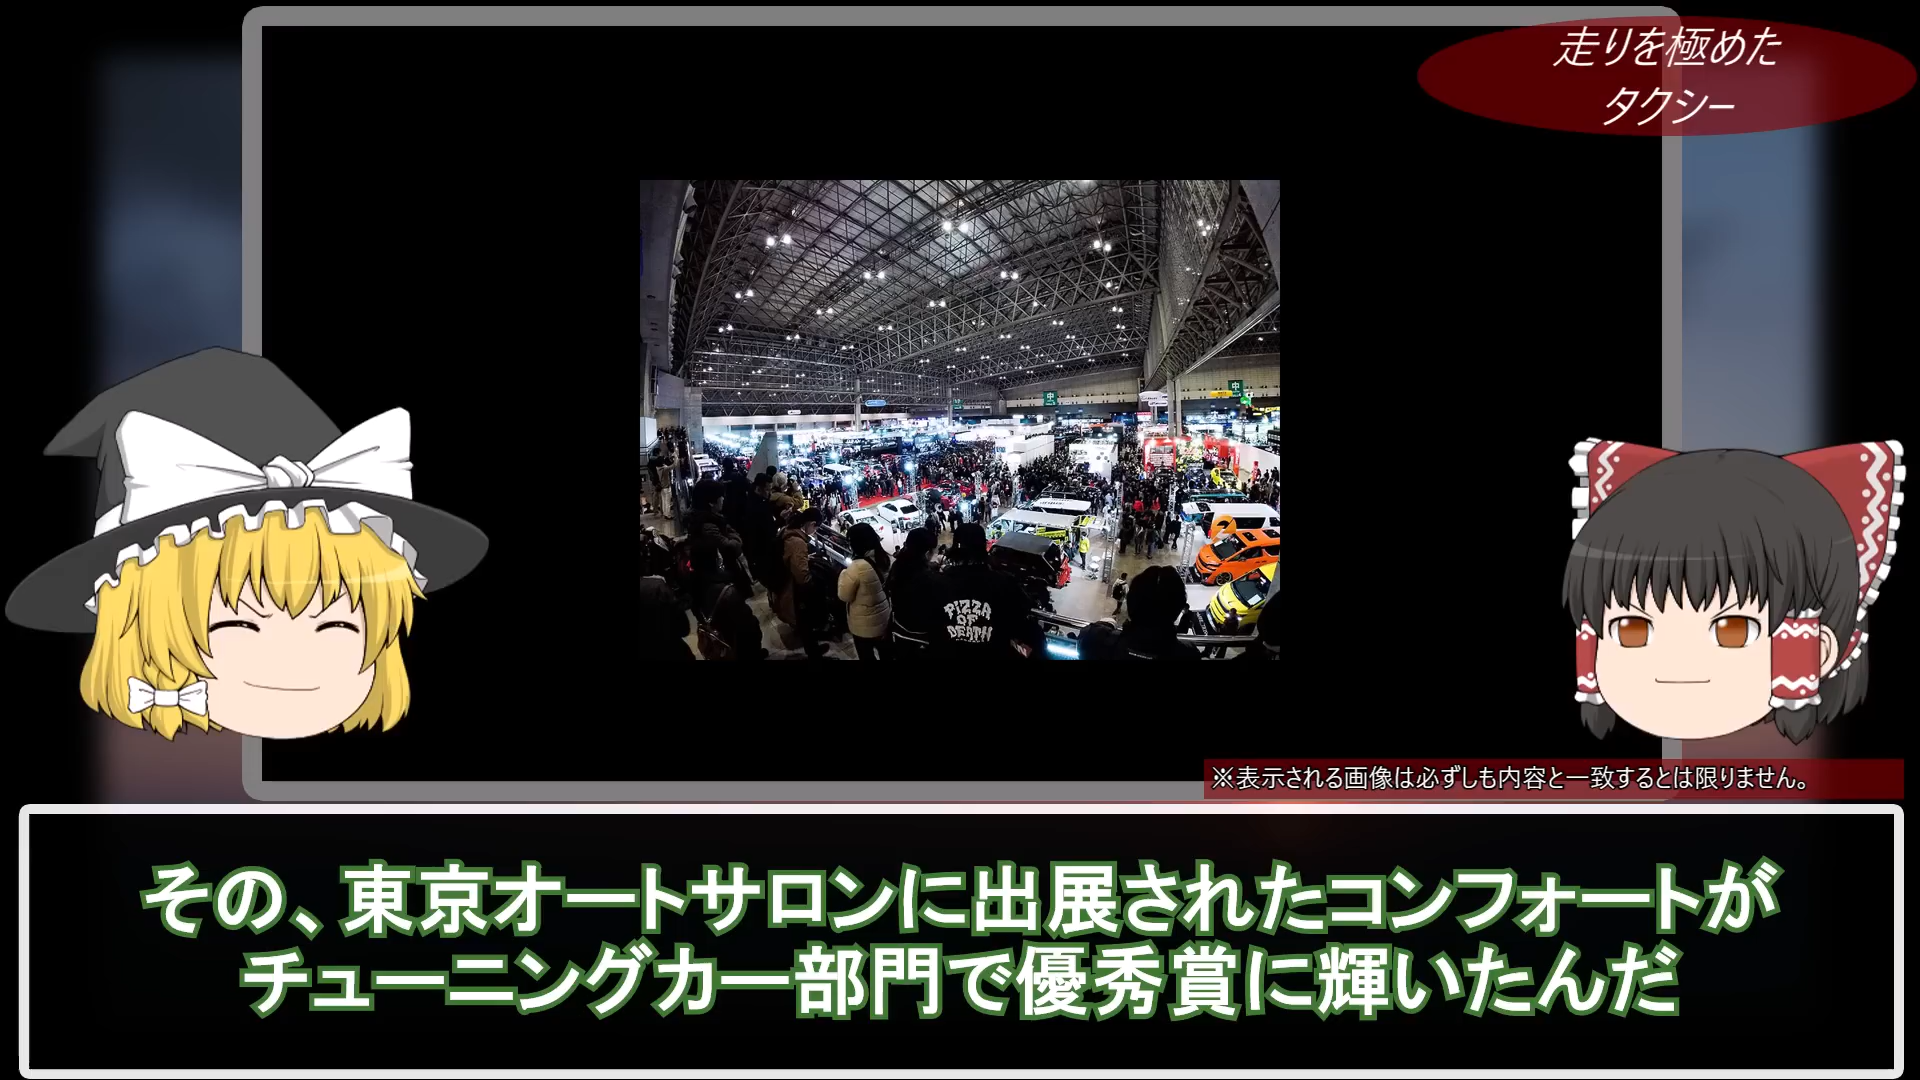 走りを極めた
タクシー
中
中
PIZZA
OF
DEATH
※表示される画像は必ずしも内容と一致するとは限りません。
その、東京オートサロンに出展されたコンフォートが
チューニングカー部門で優秀賞に輝いたんだ